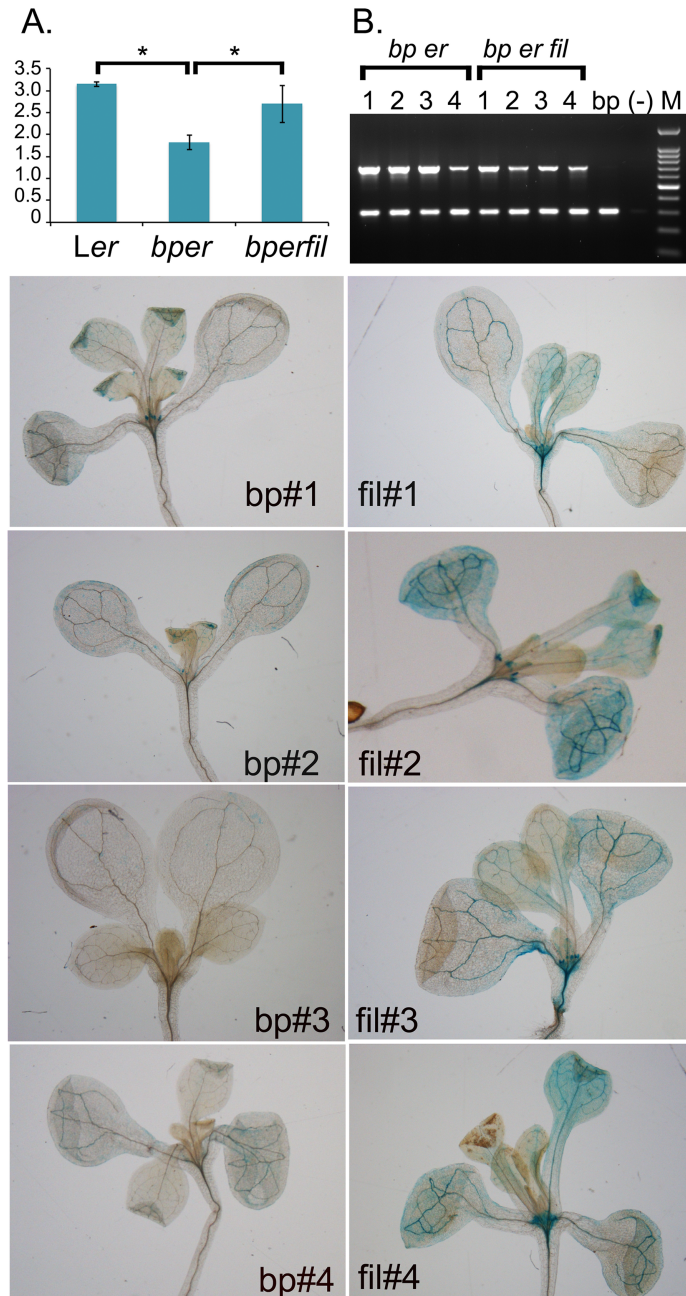 A.
* *
3.5
3.0
2.5
2.0
1.5
1.0
0.5
0
Ler bper bperfil
B.
bp er bp er fil
1 2 3 4 1 2 3 4 bp (-) M
bp#1 fil#1
bp#2 fil#2
bp#3 fil#3
bp#4 fil#4